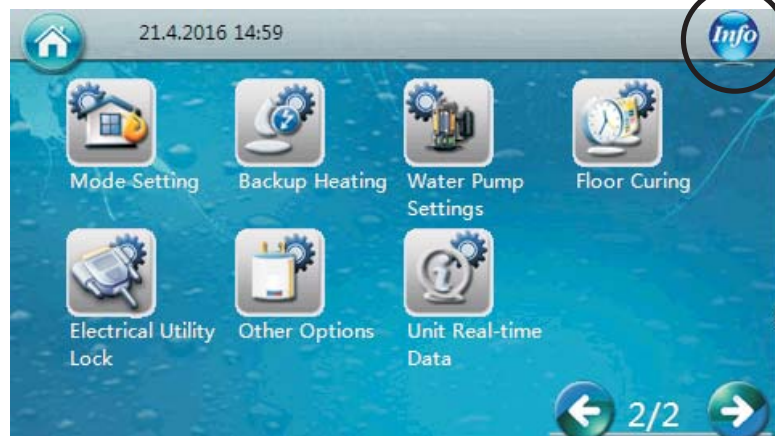 21.4.2016 14:59
Info
Mode Setting
Backup Heating
Water Pump
Settings
Floor Curing
Electrical Utility
Lock
Other Options
Unit Real-time
Data
2/2